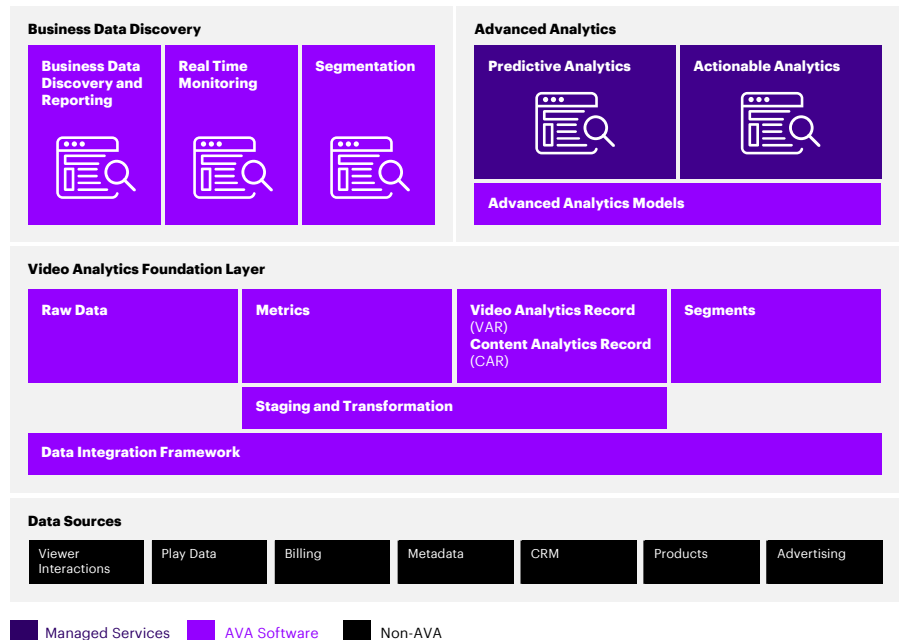 Business Data Discovery
Business Data
Discovery and
Reporting
Real Time
Monitoring
Segmentation
Advanced Analytics
Predictive Analytics
Actionable Analytics
Advanced Analytics Models
Video Analytics Foundation Layer
Raw Data
Metrics
Video Analytics Record
(VAR)
Content Analytics Record
(CAR)
Segments
Staging and Transformation
Data Integration Framework
Data Sources
Viewer
Interactions
Play Data
Billing
Metadata
CRM
Products
Advertising
Managed Services
AVA Software
Non-AVA